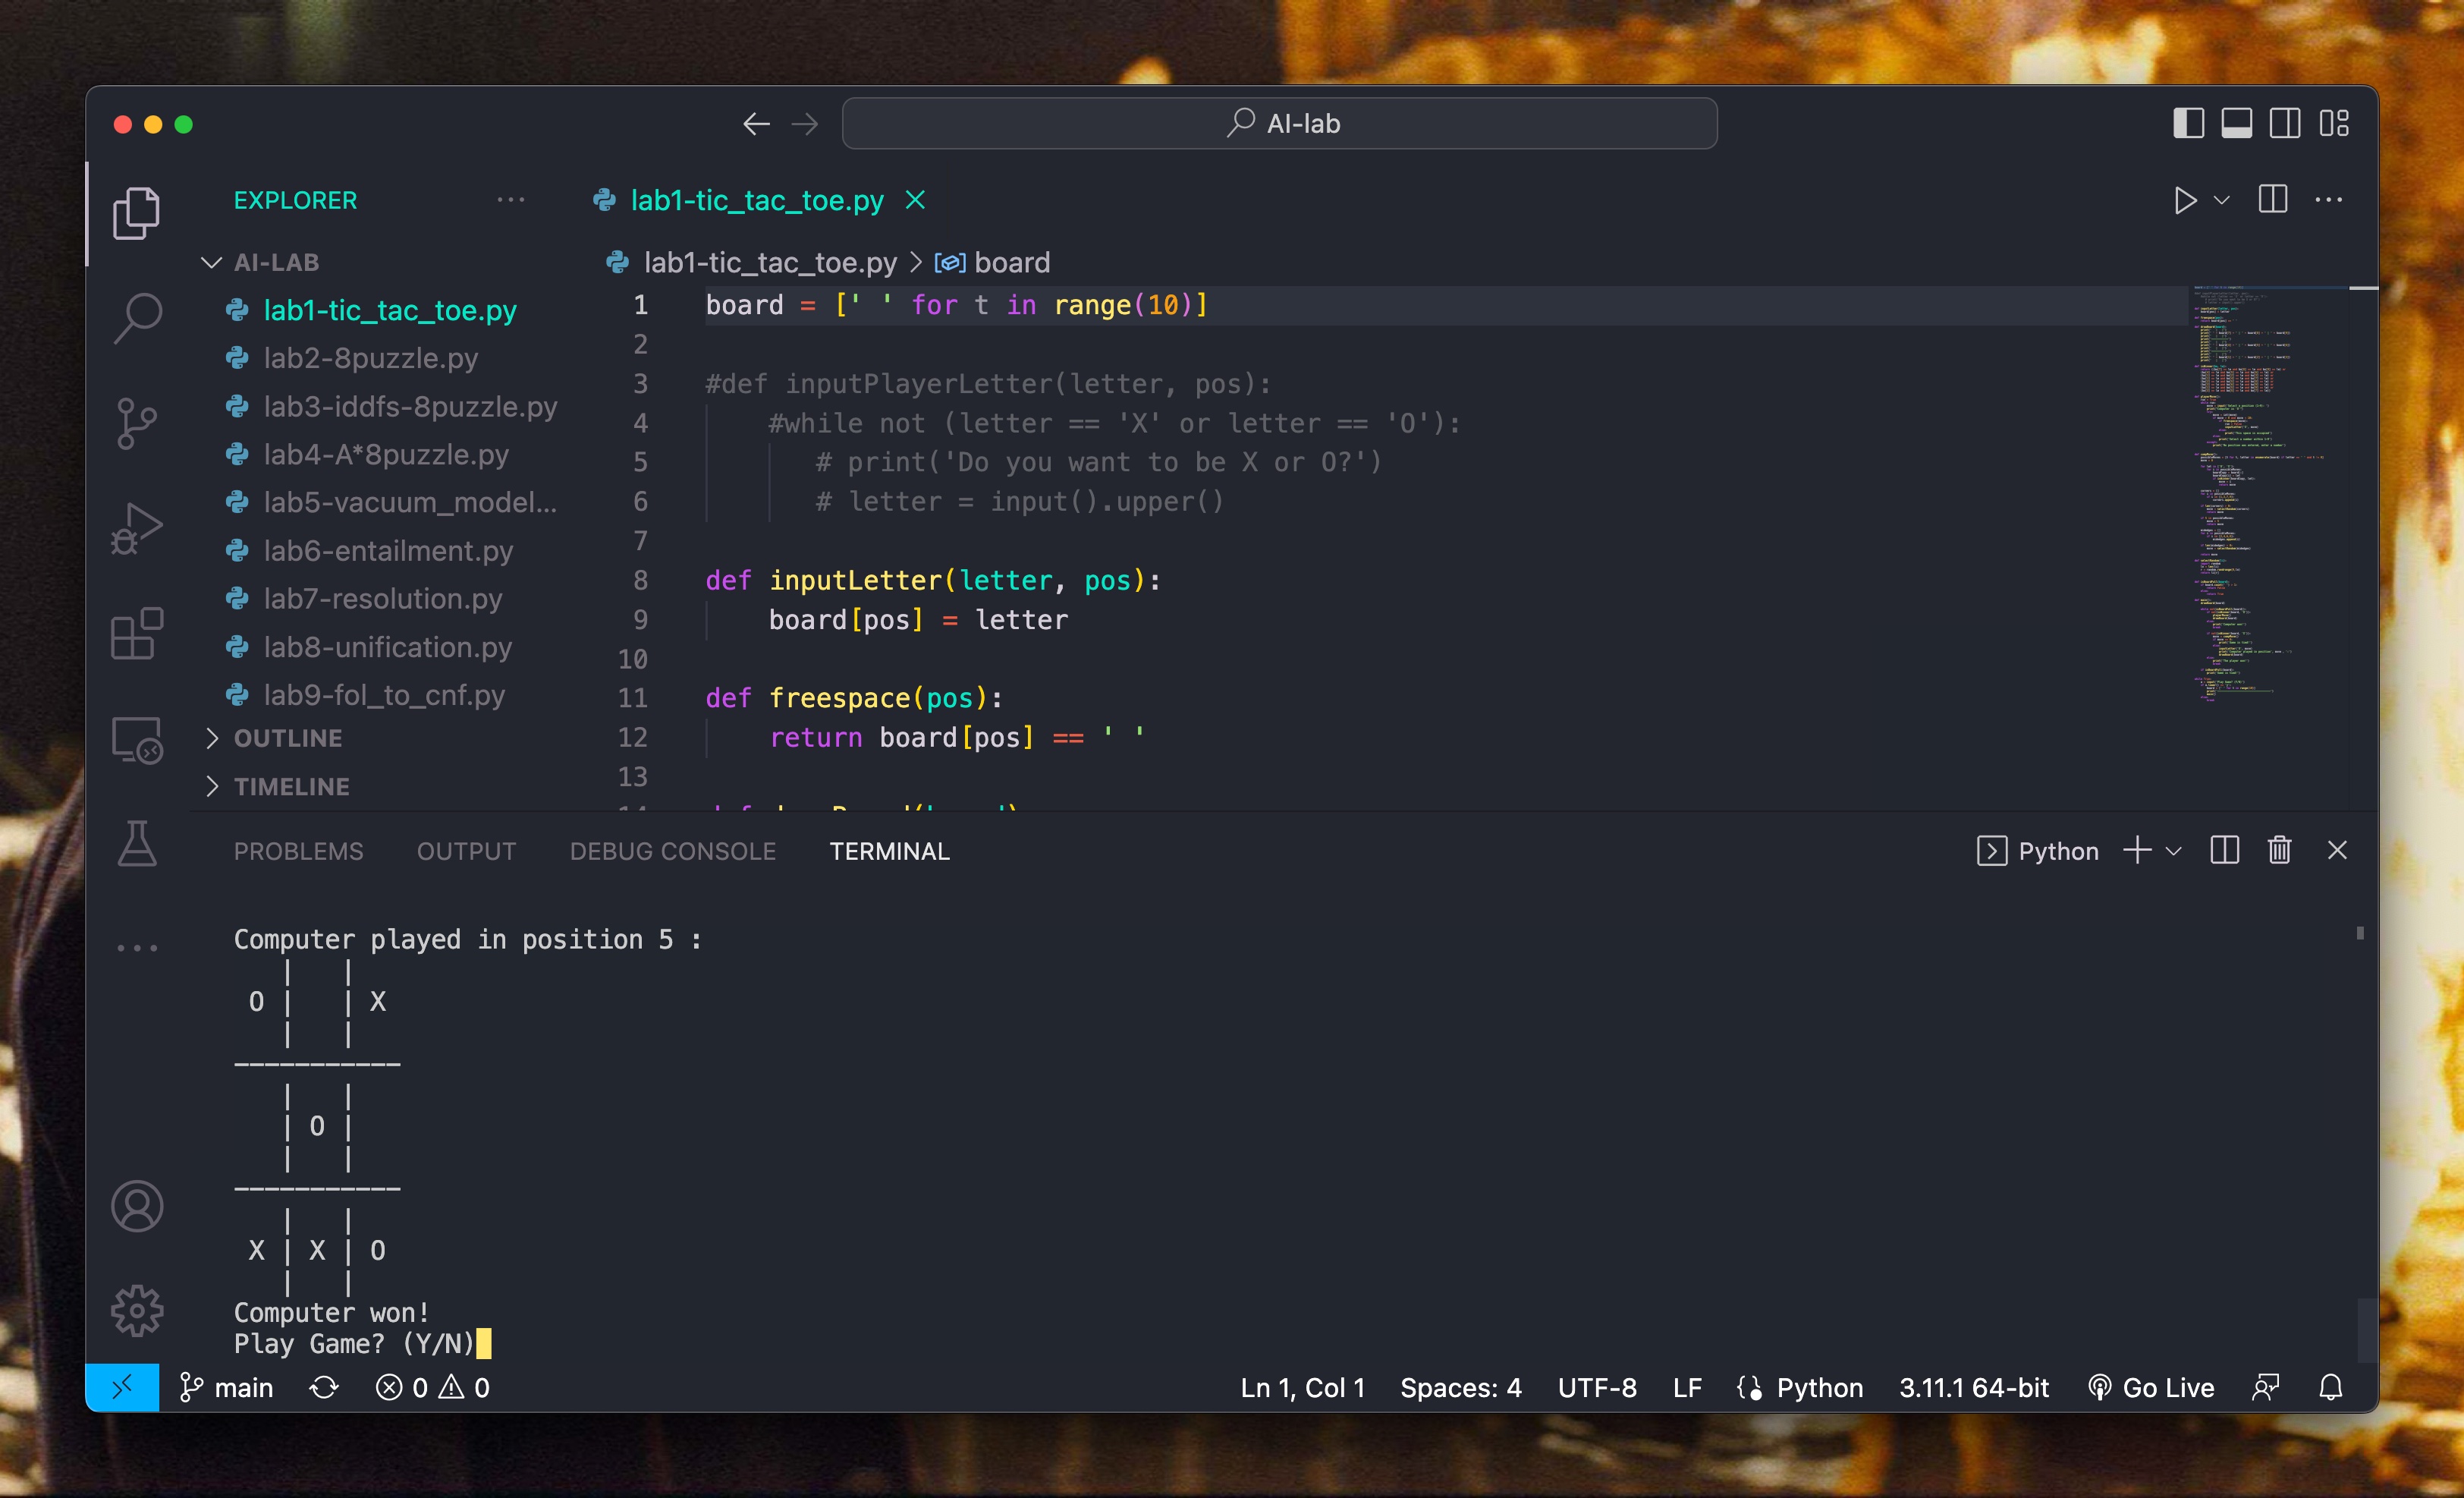 AI-lab
EXPLORER
lab1-tic_tac_toe.py
AI-LAB
lab1-tic_tac_toe.py
lab2-8puzzle.py
lab3-iddfs-8puzzle.py
lab4-A*8puzzle.py
lab5-vacuum_model...
lab6-entailment.py
lab7-resolution.py
lab8-unification.py
lab9-fol_to_cnf.py
OUTLINE
TIMELINE
lab1-tic_tac_toe.py > board
1 board = [' ' for t in range(10)]
2
3 #def inputPlayerLetter(letter, pos):
4     #while not (letter == 'X' or letter == 'O'):
5        # print('Do you want to be X or O?')
6        # letter = input().upper()
7
8 def inputLetter(letter, pos):
9     board[pos] = letter
10
11 def freespace(pos):
12     return board[pos] == ' '
13
PROBLEMS OUTPUT DEBUG CONSOLE TERMINAL Python
Computer played in position 5 :
   |   |
 O |   | X
   |   |
-----------
   |   |
   | O |
   |   |
-----------
   |   |
 X | X | O
   |   |
Computer won!
Play Game? (Y/N)
main 0 0 Ln 1, Col 1 Spaces: 4 UTF-8 LF Python 3.11.1 64-bit Go Live